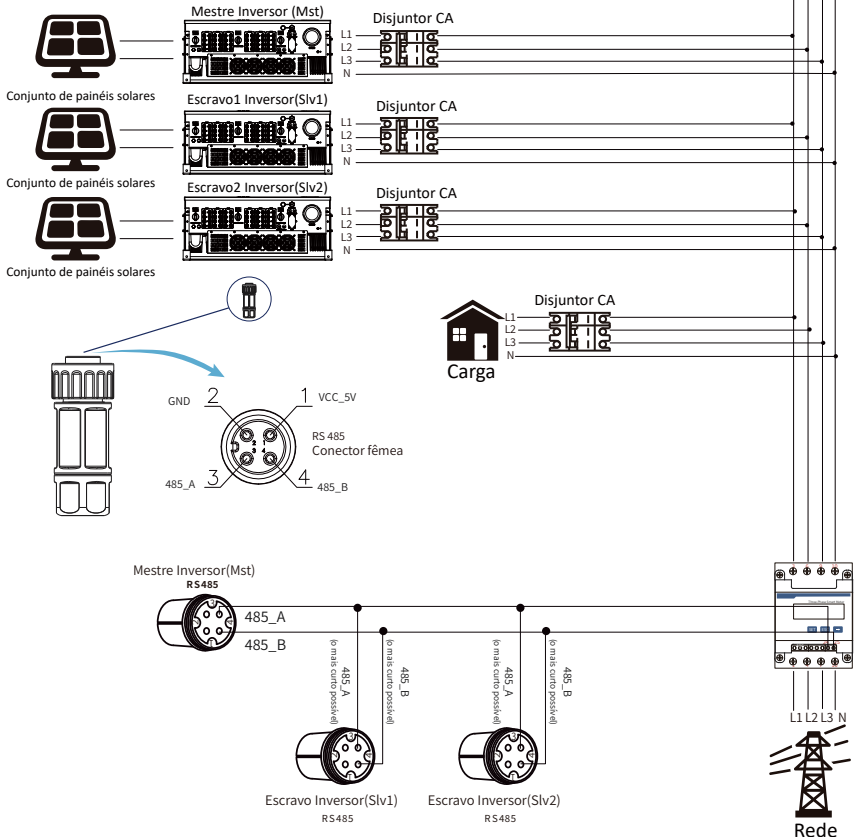 Mestre Inversor (Mst)
Disjuntor CA
L1
L2
L3
N
Conjunto de painéis solares
Escravo1 Inversor(Slv1)
Disjuntor CA
L1
L2
L3
N
Conjunto de painéis solares
Escravo2 Inversor(Slv2)
Disjuntor CA
L1
L2
L3
N
Conjunto de painéis solares
Disjuntor CA
L1
L2
L3
N
Carga
GND 2
1 VCC_5V
2 1
3 4
RS 485
Conector fêmea
485_A 3
4 485_B
Mestre Inversor(Mst)
RS485
485_A
485_B
485_A
(o mais curto possível)
485_B
(o mais curto possível)
485_A
(o mais curto possível)
485_B
(o mais curto possível)
Escravo Inversor(Slv1)
RS485
Escravo Inversor(Slv2)
RS485
L1 L2 L3 N
Rede